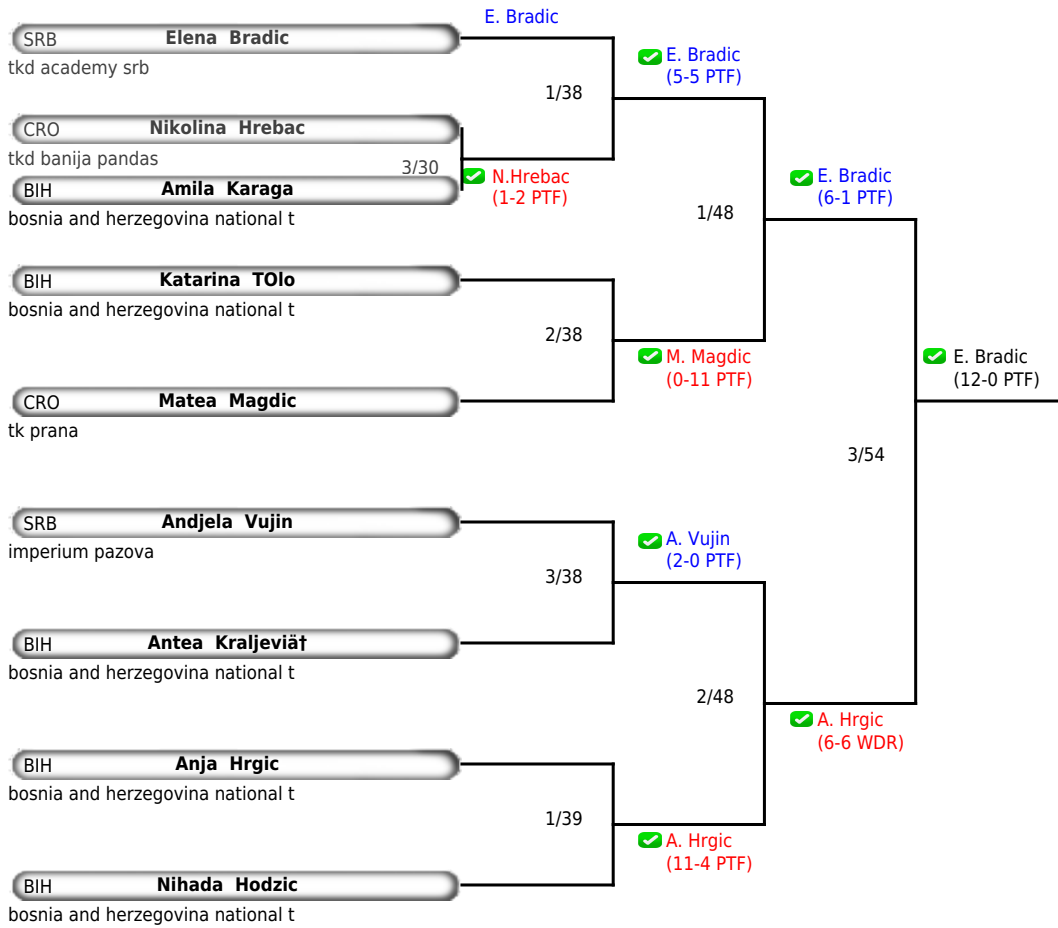 E. Bradic
SRB Elena Bradic
tkd academy srb
E. Bradic
(5-5 PTF)
1/38
CRO Nikolina Hrebac
tkd banija pandas
3/30
N.Hrebac
(1-2 PTF)
BIH Amila Karaga
bosnia and herzegovina national t
E. Bradic
(6-1 PTF)
1/48
BIH Katarina TOlo
bosnia and herzegovina national t
2/38
M. Magdic
(0-11 PTF)
E. Bradic
(12-0 PTF)
CRO Matea Magdic
tk prana
3/54
SRB Andjela Vujin
imperium pazova
A. Vujin
(2-0 PTF)
3/38
BIH Antea Kraljeviä†
bosnia and herzegovina national t
2/48
A. Hrgic
(6-6 WDR)
BIH Anja Hrgic
bosnia and herzegovina national t
1/39
A. Hrgic
(11-4 PTF)
BIH Nihada Hodzic
bosnia and herzegovina national t